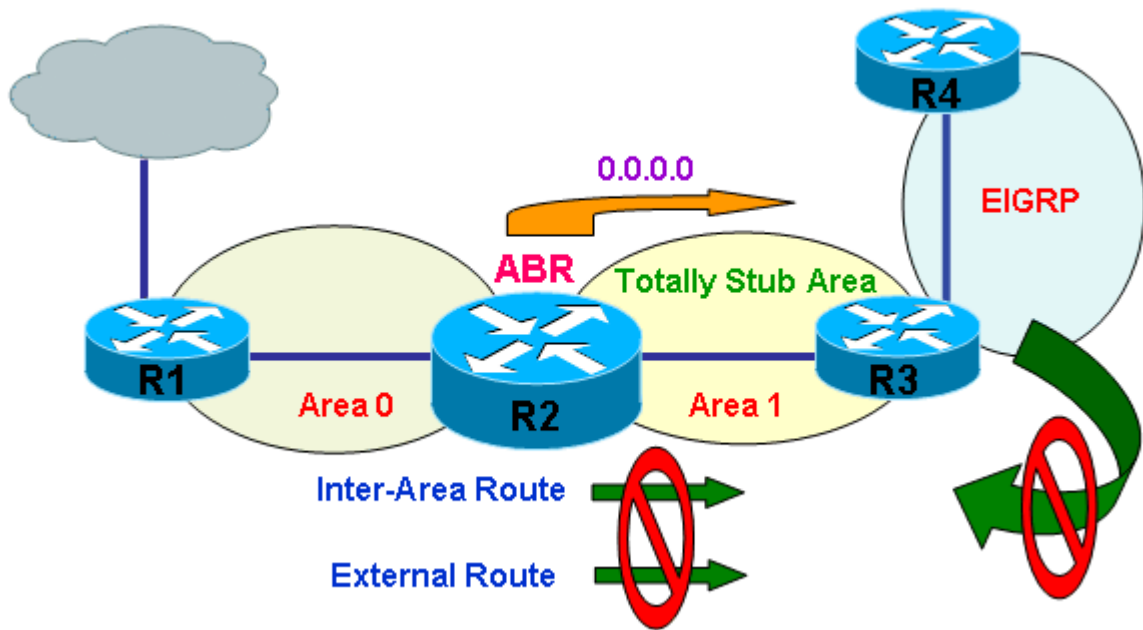 R4
0.0.0.0
EIGRP
ABR
Totally Stub Area
R1
Area 0
R2
Area 1
R3
Inter-Area Route
External Route